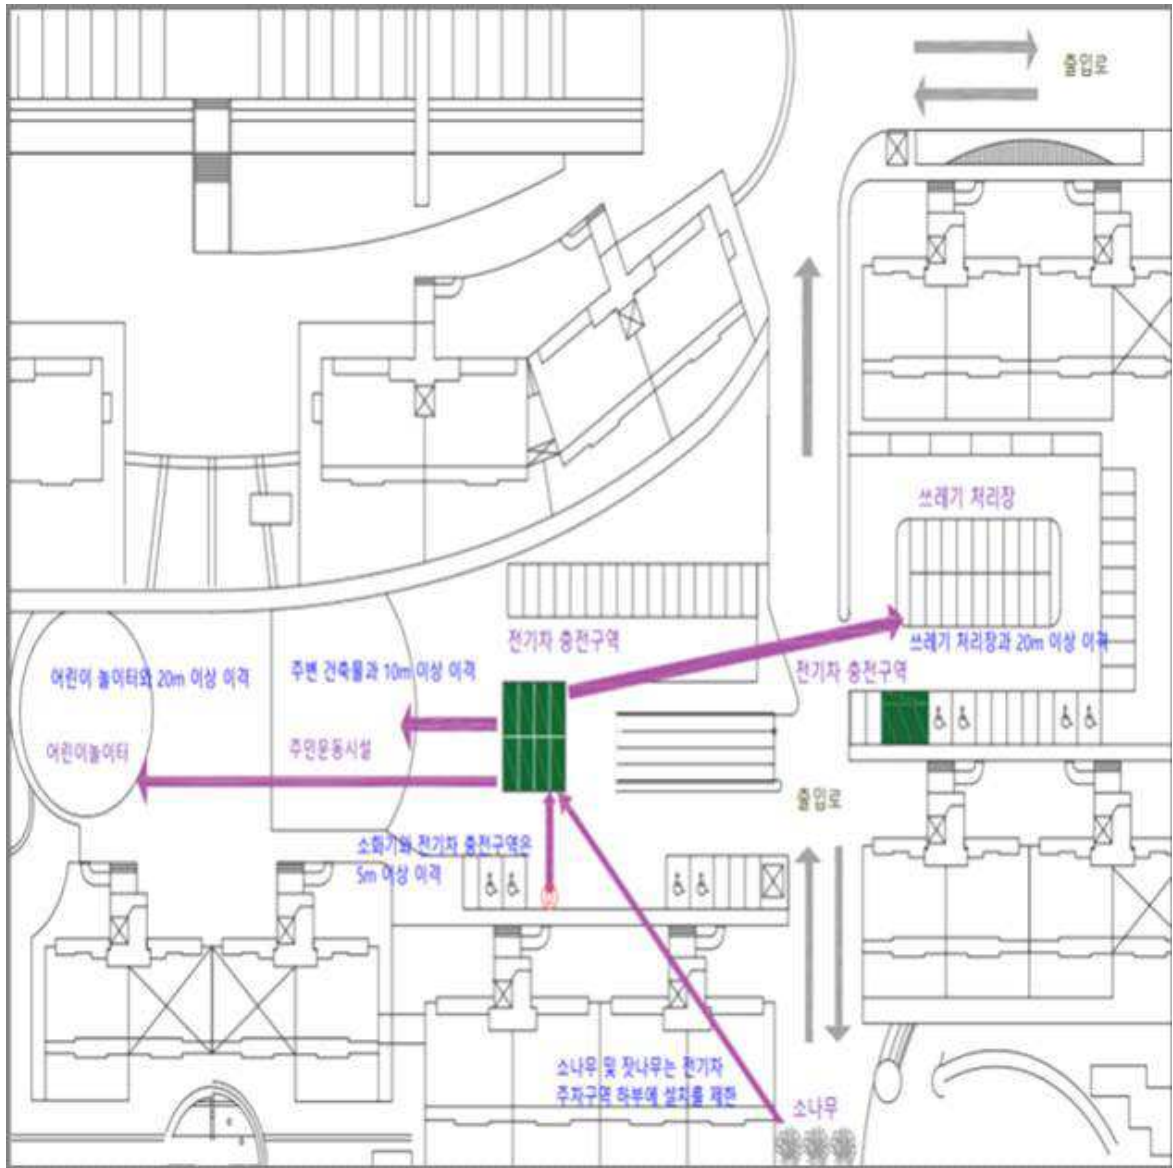 출입로
쓰레기 처리장
전기차 충전구역
쓰레기 처리장과 20m 이상 이격
어린이 놀이터와 20m 이상 이격
주변 건축물과 10m 이상 이격
전기차 충전구역
어린이놀이터
주민운동시설
출입로
소화기와 전기차 충전구역은
5m 이상 이격
소나무 및 잣나무는 전기차
주차구역 하부에 설치를 제한
소나무